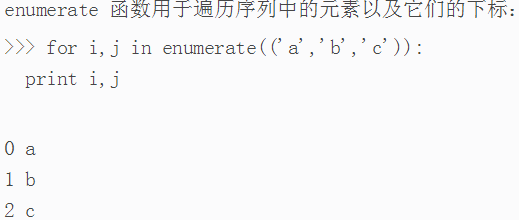 enumerate 函数用于遍历序列中的元素以及它们的下标：
>>> for i,j in enumerate(('a','b','c')):
  print i,j
0 a
1 b
2 c